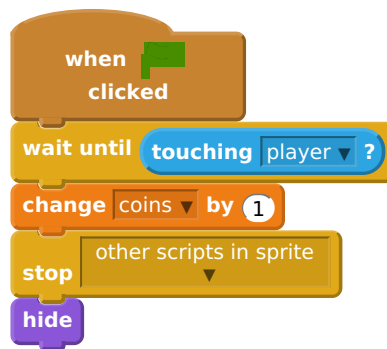 when
clicked
wait until touching player ▼ ?
change coins ▼ by 1
other scripts in sprite
stop ▼
hide